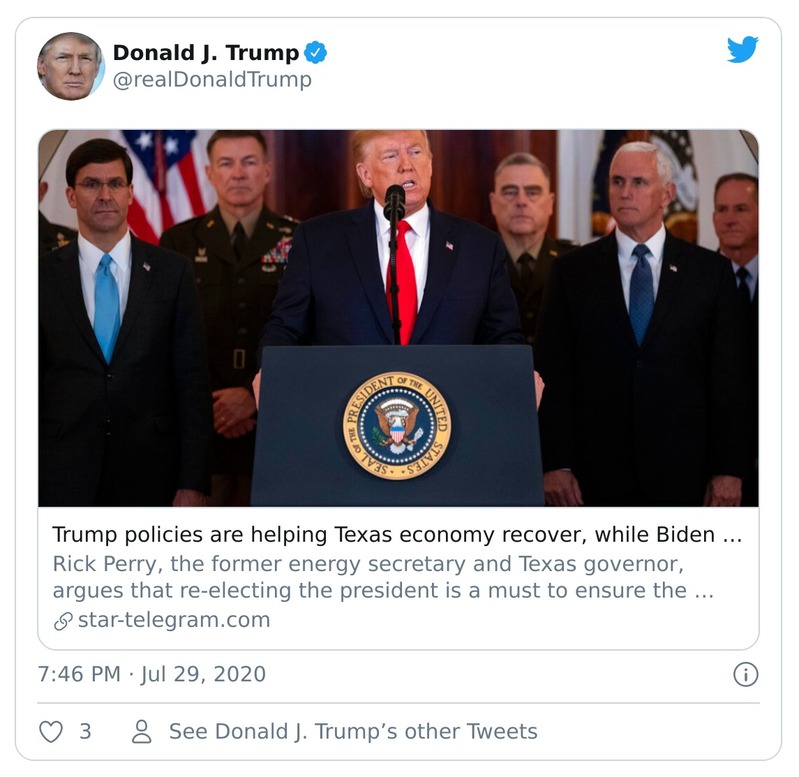 Donald J. Trump
@realDonaldTrump
SEAL OF THE PRESIDENT OF THE UNITED STATES
Trump policies are helping Texas economy recover, while Biden ...
Rick Perry, the former energy secretary and Texas governor,
argues that re-electing the president is a must to ensure the ...
star-telegram.com
7:46 PM · Jul 29, 2020
3
See Donald J. Trump’s other Tweets